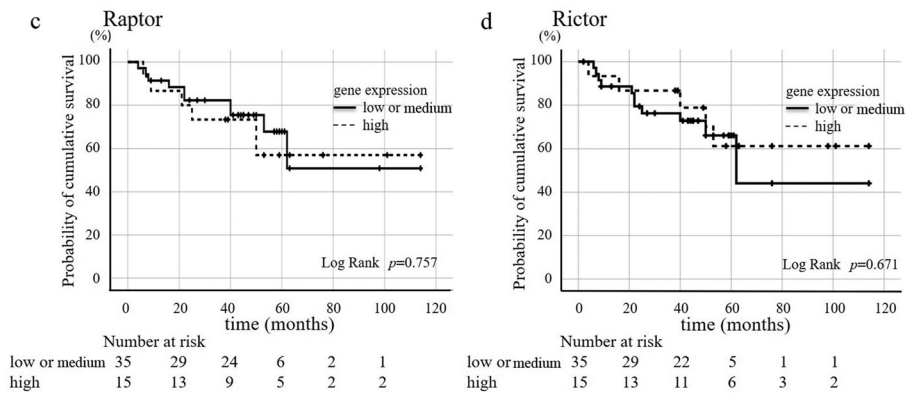 c Raptor
(%)
100
80
60
40
20
0
Probability of cumulative survival
gene expression
low or medium
high
Log Rank p=0.757
0 20 40 60 80 100 120
time (months)
Number at risk
low or medium 35 29 24 6 2 1
high 15 13 9 5 2 2
d Rictor
(%)
100
80
60
40
20
0
Probability of cumulative survival
gene expression
low or medium
high
Log Rank p=0.671
0 20 40 60 80 100 120
time (months)
Number at risk
low or medium 35 29 22 5 1 1
high 15 13 11 6 3 2